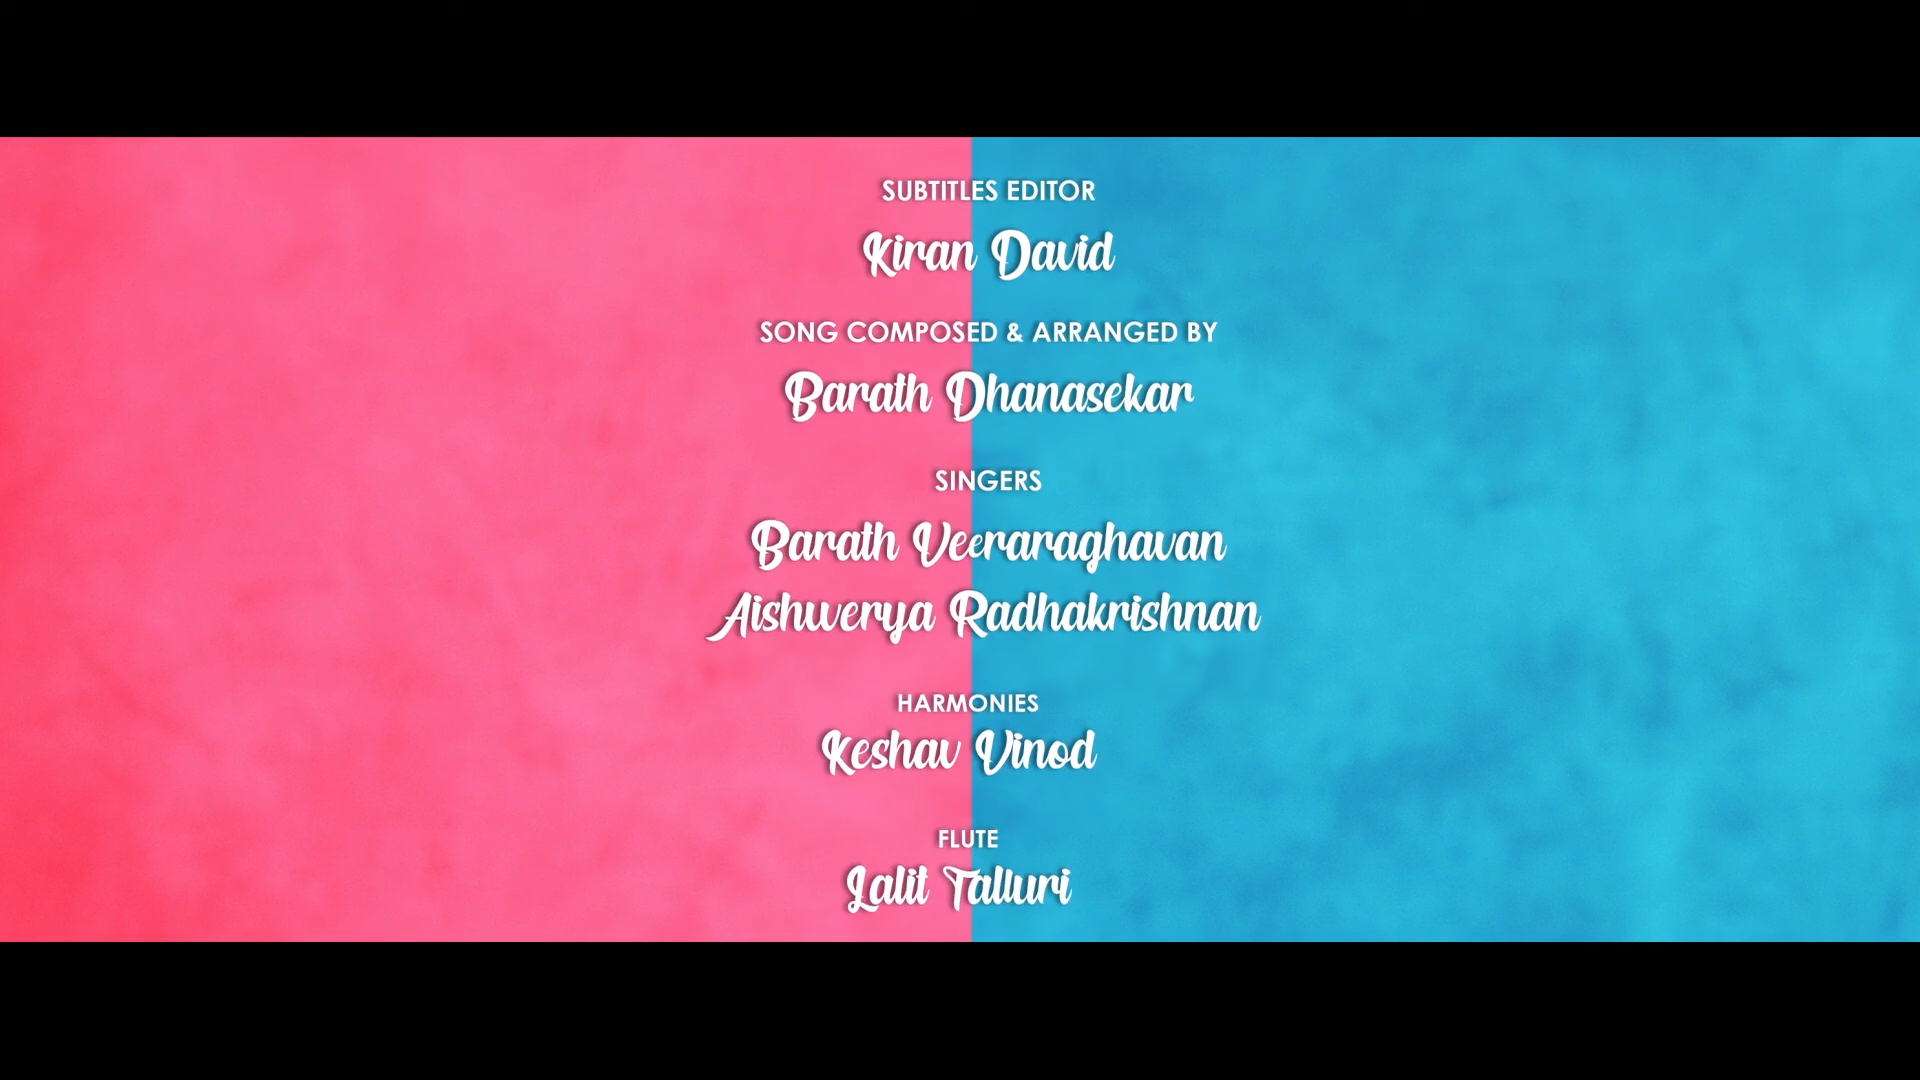 SUBTITLES EDITOR
Kiran David
SONG COMPOSED & ARRANGED BY
Barath Dhanasekar
SINGERS
Barath Veeraraghavan
Aishwerya Radhakrishnan
HARMONIES
Keshav Vinod
FLUTE
Lalit Talluri